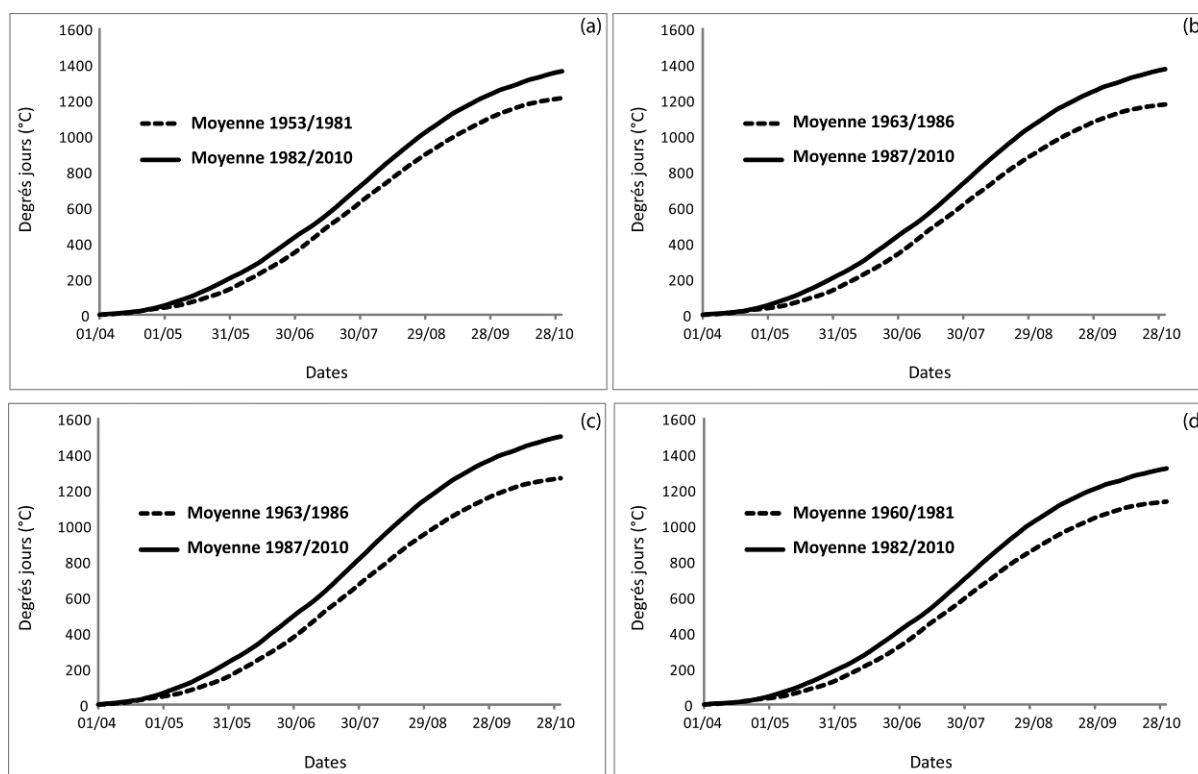 (a)
1600
1400
1200
1000
800
600
400
200
0
Degrés jours (°C)
Moyenne 1953/1981
Moyenne 1982/2010
01/04 01/05 31/05 30/06 30/07 29/08 28/09 28/10
Dates
(b)
1600
1400
1200
1000
800
600
400
200
0
Degrés jours (°C)
Moyenne 1963/1986
Moyenne 1987/2010
01/04 01/05 31/05 30/06 30/07 29/08 28/09 28/10
Dates
(c)
1600
1400
1200
1000
800
600
400
200
0
Degrés jours (°C)
Moyenne 1963/1986
Moyenne 1987/2010
01/04 01/05 31/05 30/06 30/07 29/08 28/09 28/10
Dates
(d)
1600
1400
1200
1000
800
600
400
200
0
Degrés jours (°C)
Moyenne 1960/1981
Moyenne 1982/2010
01/04 01/05 31/05 30/06 30/07 29/08 28/09 28/10
Dates